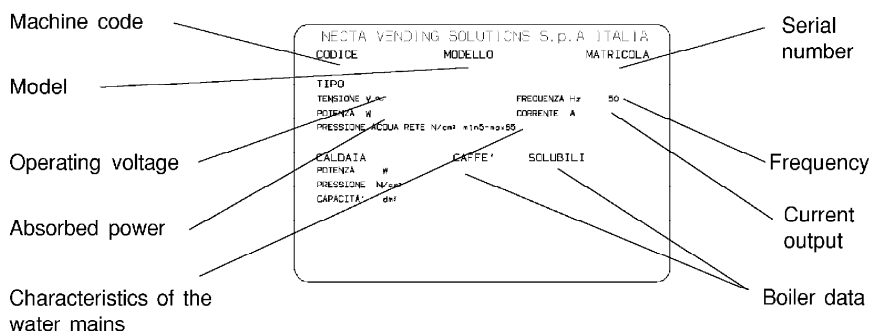 Machine code
Model
Operating voltage
Absorbed power
Characteristics of the
water mains
NECTA VENDING SOLUTIONS S.p.A ITALIA
CODICE MODELLO MATRICOLA
TIPO
TENSIONE V FREQUENZA Hz 50
POTENZA W CORRENTE A
PRESSIONE ACQUA RETE N/cm² min5-max85
CALDAIA CAFFE' SOLUBILI
POTENZA W
PRESSIONE N/cm²
CAPACITA' dm³
Serial
number
Frequency
Current
output
Boiler data